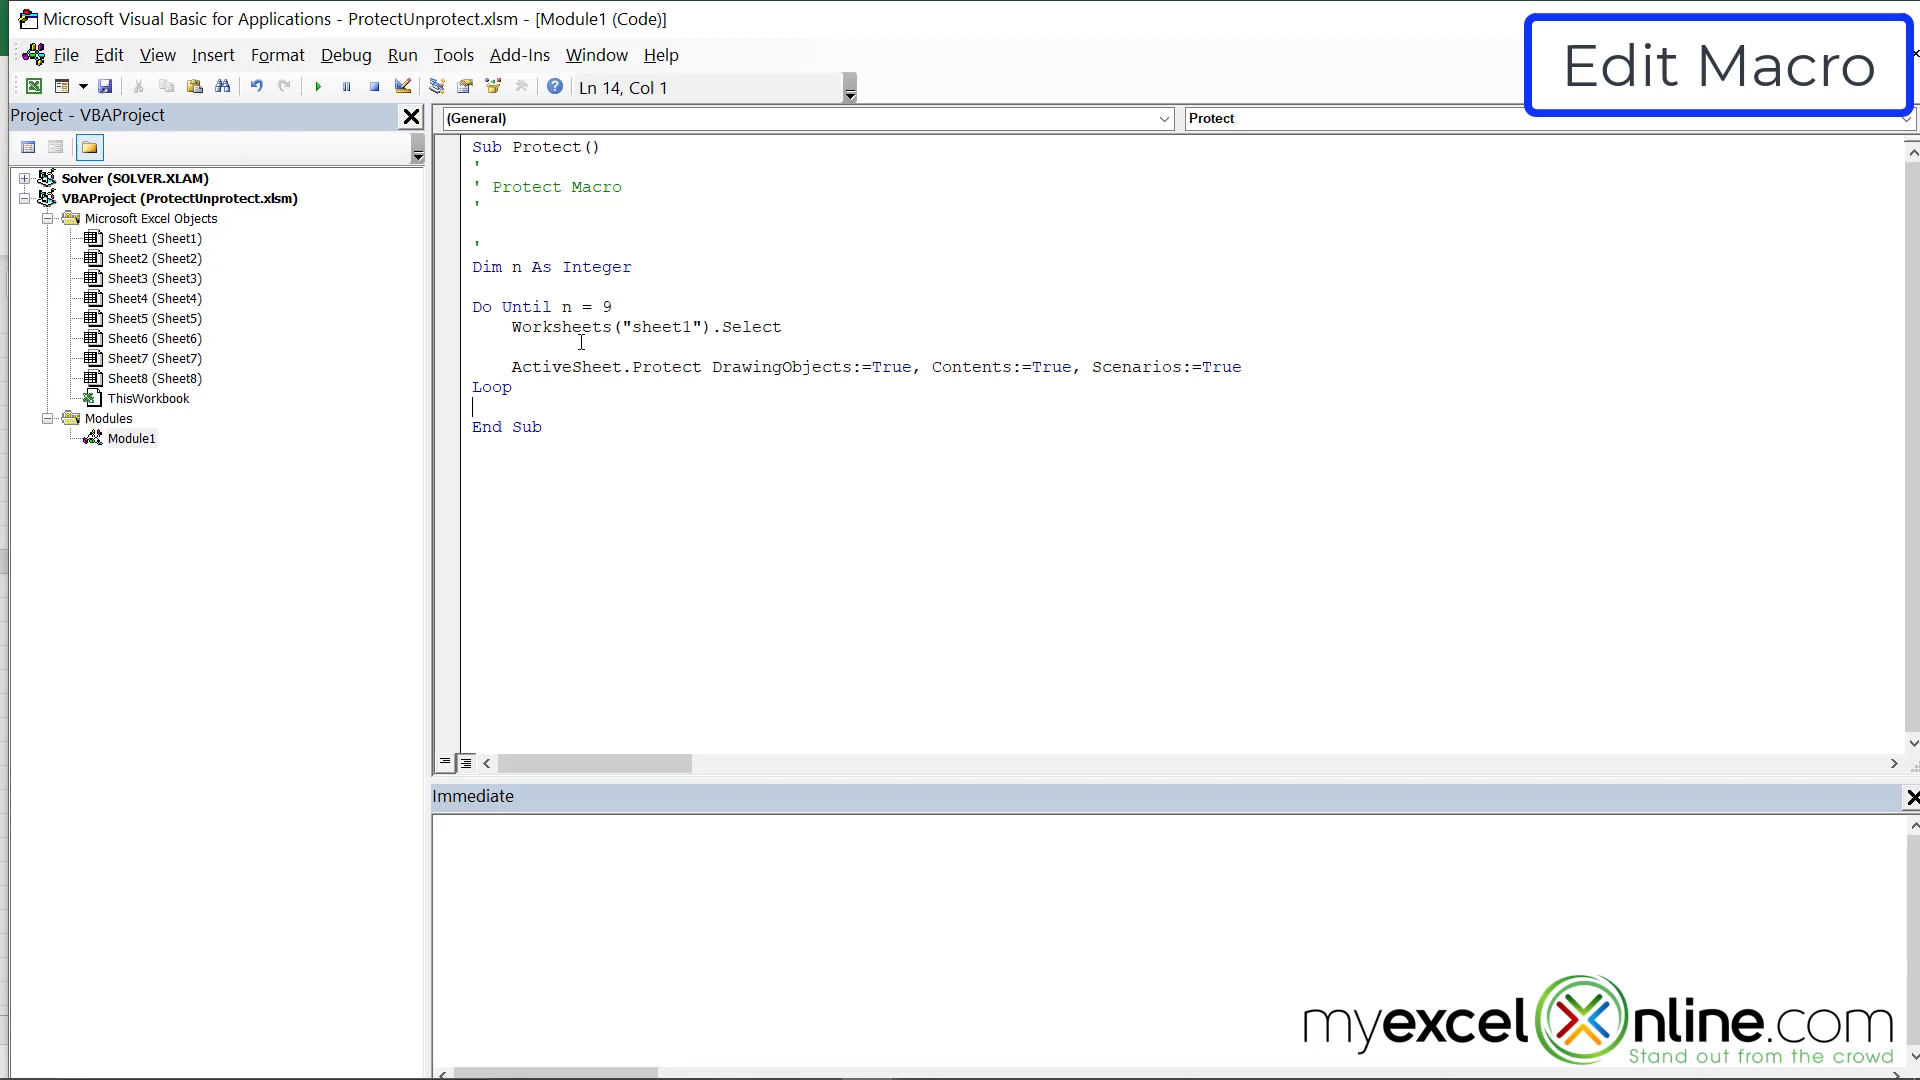 Microsoft Visual Basic for Applications - ProtectUnprotect.xlsm - [Module1 (Code)]
Edit Macro
File Edit View Insert Format Debug Run Tools Add-Ins Window Help
Ln 14, Col 1
Project - VBAProject
(General)
Protect
Solver (SOLVER.XLAM)
VBAProject (ProtectUnprotect.xlsm)
Microsoft Excel Objects
Sheet1 (Sheet1)
Sheet2 (Sheet2)
Sheet3 (Sheet3)
Sheet4 (Sheet4)
Sheet5 (Sheet5)
Sheet6 (Sheet6)
Sheet7 (Sheet7)
Sheet8 (Sheet8)
ThisWorkbook
Modules
Module1
Sub Protect()
'
' Protect Macro
'
'
Dim n As Integer
Do Until n = 9
Worksheets("sheet1").Select
ActiveSheet.Protect DrawingObjects:=True, Contents:=True, Scenarios:=True
Loop
End Sub
Immediate
myexcelOnline.com
Stand out from the crowd